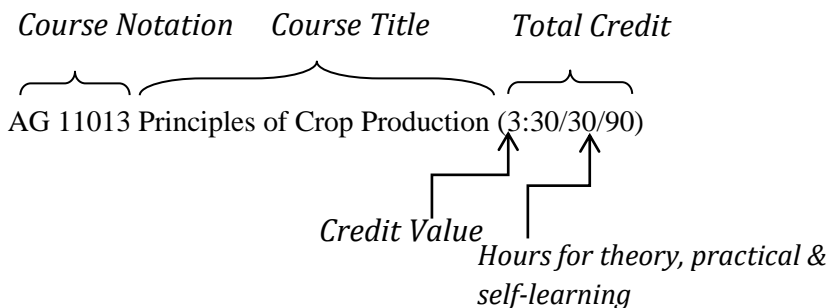 Course Notation Course Title Total Credit
AG 11013 Principles of Crop Production (3:30/30/90)
Credit Value
Hours for theory, practical &
self-learning